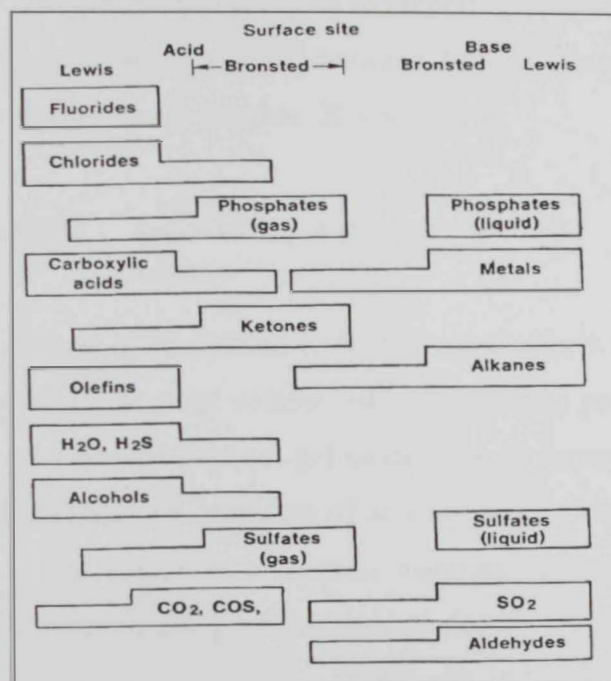 Surface site
Acid Base
Lewis Bronsted Bronsted Lewis
Fluorides
Chlorides
Phosphates
(gas)
Phosphates
(liquid)
Carboxylic
acids
Metals
Ketones
Alkanes
Olefins
H₂O, H₂S
Alcohols
Sulfates
(gas)
Sulfates
(liquid)
CO₂, COS,
SO₂
Aldehydes